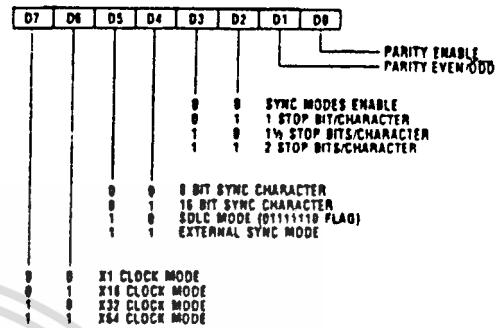 D7 D6 D5 D4 D3 D2 D1 D0
PARITY ENABLE
PARITY EVEN/ODD
0 0 SYNC MODES ENABLE
0 1 1 STOP BIT/CHARACTER
1 0 1½ STOP BITS/CHARACTER
1 1 2 STOP BITS/CHARACTER
0 0 8 BIT SYNC CHARACTER
0 1 16 BIT SYNC CHARACTER
1 0 SDLC MODE (01111110 FLAG)
1 1 EXTERNAL SYNC MODE
0 0 X1 CLOCK MODE
0 1 X16 CLOCK MODE
1 0 X32 CLOCK MODE
1 1 X64 CLOCK MODE